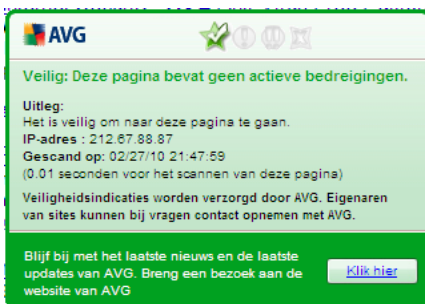 AVG
Veilig: Deze pagina bevat geen actieve bedreigingen.
Uitleg:
Het is veilig om naar deze pagina te gaan.
IP-adres : 212.67.88.87
Gescand op: 02/27/10 21:47:59
(0.01 seconden voor het scannen van deze pagina)
Veiligheidsindicaties worden verzorgd door AVG. Eigenaren
van sites kunnen bij vragen contact opnemen met AVG.
Blijf bij met het laatste nieuws en de laatste
updates van AVG. Breng een bezoek aan de
website van AVG
Klik hier